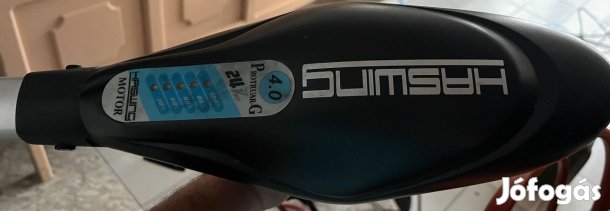 HASWING
4.0
PROTRUAR-G
24V
HASWING
MOTOR
Jófogás